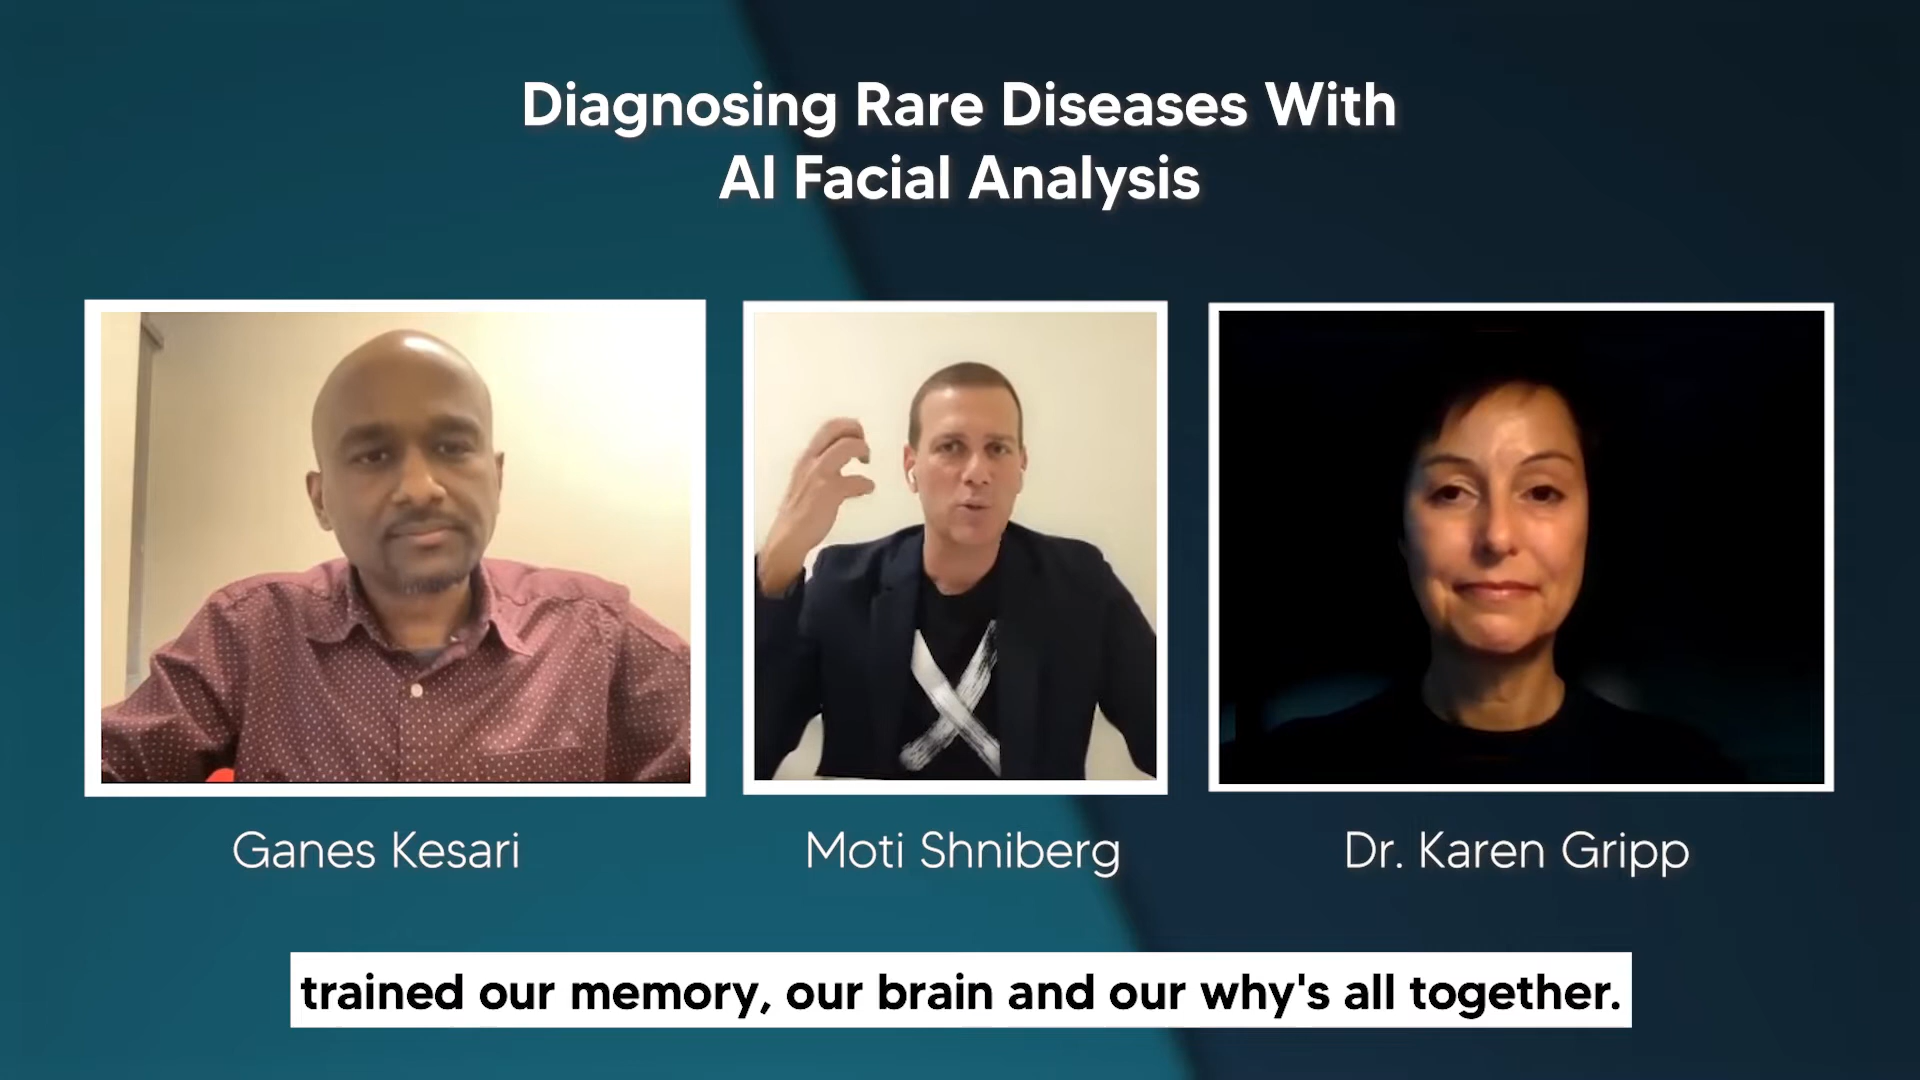 Diagnosing Rare Diseases With
AI Facial Analysis
Ganes Kesari
Moti Shniberg
Dr. Karen Gripp
trained our memory, our brain and our why's all together.